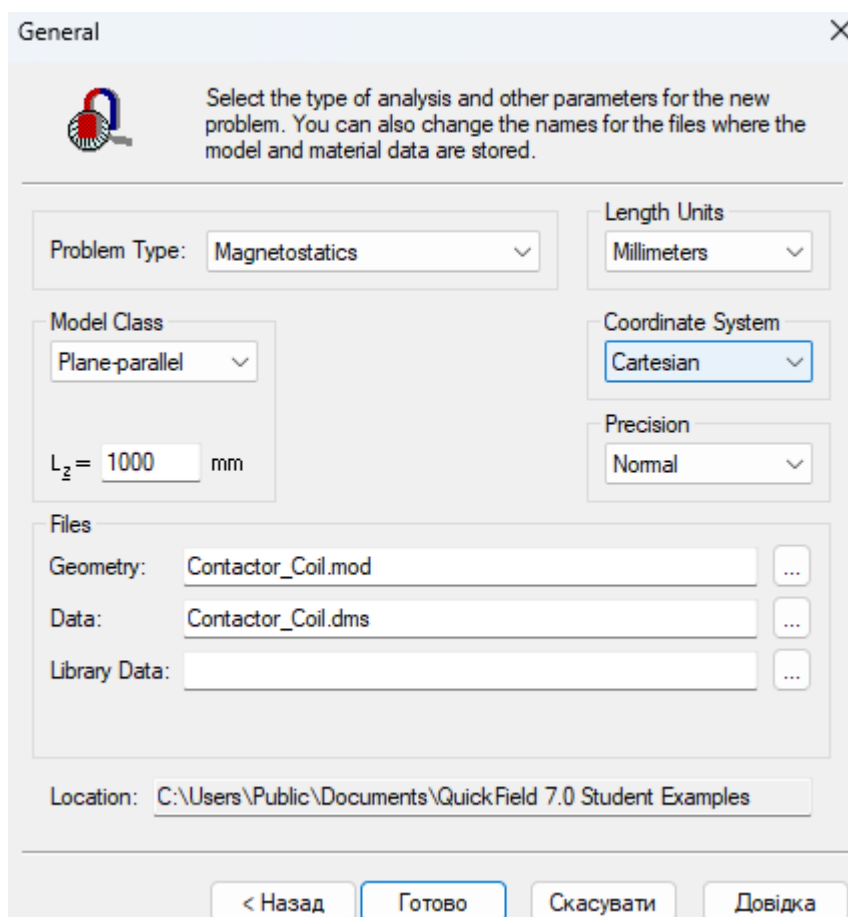 General
Select the type of analysis and other parameters for the new
problem. You can also change the names for the files where the
model and material data are stored.
Problem Type: Magnetostatics
Length Units
Millimeters
Model Class
Plane-parallel
Coordinate System
Cartesian
Lz = 1000 mm
Precision
Normal
Files
Geometry: Contactor_Coil.mod ...
Data: Contactor_Coil.dms ...
Library Data: ...
Location: C:\Users\Public\Documents\QuickField 7.0 Student Examples
< Назад Готово Скасувати Довідка